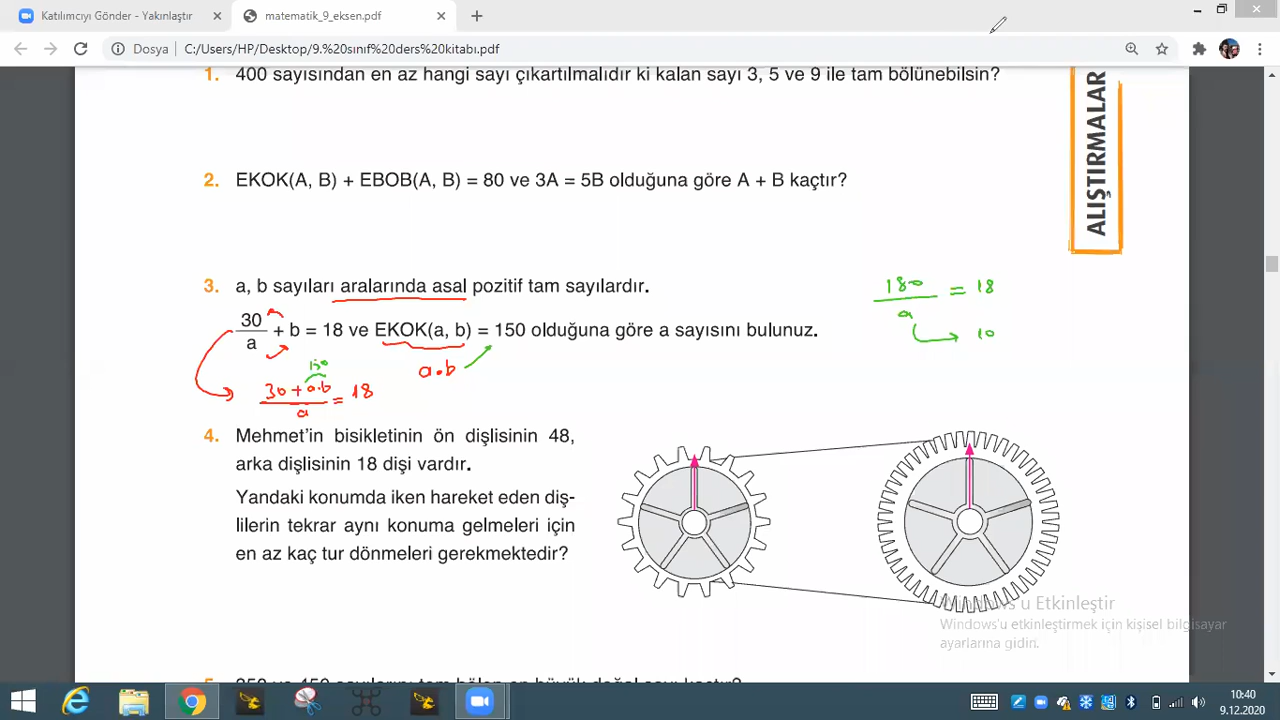 Katılımcıyı Gönder - Yakınlaştır
matematik_9_eksen.pdf
Dosya
C:/Users/HP/Desktop/9.%20sınıf%20ders%20kitabı.pdf
1. 400 sayısından en az hangi sayı çıkartılmalıdır ki kalan sayı 3, 5 ve 9 ile tam bölünebilsin?
ALIŞTIRMALAR
2. EKOK(A, B) + EBOB(A, B) = 80 ve 3A = 5B olduğuna göre A + B kaçtır?
3. a, b sayıları aralarında asal pozitif tam sayılardır.
180/a = 18
30/a + b = 18 ve EKOK(a, b) = 150 olduğuna göre a sayısını bulunuz.
10
150
a.b
30 + a.b / a = 18
4. Mehmet'in bisikletinin ön dişlisinin 48,
arka dişlisinin 18 dişi vardır.
Yandaki konumda iken hareket eden diş-
lilerin tekrar aynı konuma gelmeleri için
en az kaç tur dönmeleri gerekmektedir?
Windows'u Etkinleştir
Windows'u etkinleştirmek için kişisel bilgisayar
ayarlarına gidin.
10:40
9.12.2020